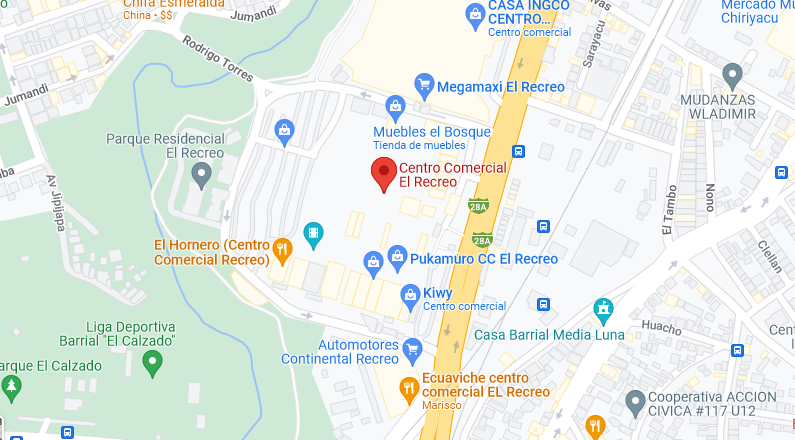 Chifa Esmeralda
China • $$
Jumandi
CASA INGCO
CENTRO...
Centro comercial
Mercado Mu
Chiriyacu
Rodrigo Torres
Sarayacu
Jumandi
Megamaxi El Recreo
MUDANZAS
WLADIMIR
Muebles el Bosque
Tienda de muebles
Parque Residencial
El Recreo
Centro Comercial
El Recreo
ba
Av Jipijapa
El Tambo
Nono
28A
28A
El Hornero (Centro
Comercial Recreo)
Pukamuro CC El Recreo
Clellan
Kiwy
Centro comercial
Liga Deportiva
Barrial "El Calzado"
Casa Barrial Media Luna
Huacho
Automotores
Continental Recreo
arque El Calzado
Ecuaviche centro
comercial EL Recreo
Marisco
Cooperativa ACCION
CIVICA #117 U12